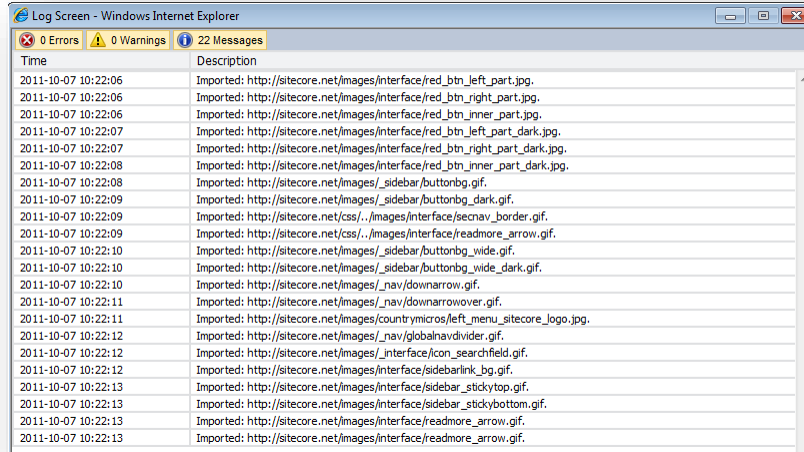 Log Screen - Windows Internet Explorer
0 Errors 0 Warnings 22 Messages
Time Description
2011-10-07 10:22:06 Imported: http://sitecore.net/images/interface/red_btn_left_part.jpg.
2011-10-07 10:22:06 Imported: http://sitecore.net/images/interface/red_btn_right_part.jpg.
2011-10-07 10:22:06 Imported: http://sitecore.net/images/interface/red_btn_inner_part.jpg.
2011-10-07 10:22:07 Imported: http://sitecore.net/images/interface/red_btn_left_part_dark.jpg.
2011-10-07 10:22:07 Imported: http://sitecore.net/images/interface/red_btn_right_part_dark.jpg.
2011-10-07 10:22:08 Imported: http://sitecore.net/images/interface/red_btn_inner_part_dark.jpg.
2011-10-07 10:22:08 Imported: http://sitecore.net/images/_sidebar/buttonbg.gif.
2011-10-07 10:22:09 Imported: http://sitecore.net/images/_sidebar/buttonbg_dark.gif.
2011-10-07 10:22:09 Imported: http://sitecore.net/css/../images/interface/secnav_border.gif.
2011-10-07 10:22:09 Imported: http://sitecore.net/css/../images/interface/readmore_arrow.gif.
2011-10-07 10:22:10 Imported: http://sitecore.net/images/_sidebar/buttonbg_wide.gif.
2011-10-07 10:22:10 Imported: http://sitecore.net/images/_sidebar/buttonbg_wide_dark.gif.
2011-10-07 10:22:10 Imported: http://sitecore.net/images/_nav/downarrow.gif.
2011-10-07 10:22:11 Imported: http://sitecore.net/images/_nav/downarrowover.gif.
2011-10-07 10:22:11 Imported: http://sitecore.net/images/countrymicros/left_menu_sitecore_logo.jpg.
2011-10-07 10:22:12 Imported: http://sitecore.net/images/_nav/globalnavdivider.gif.
2011-10-07 10:22:12 Imported: http://sitecore.net/images/_interface/icon_searchfield.gif.
2011-10-07 10:22:12 Imported: http://sitecore.net/images/interface/sidebarlink_bg.gif.
2011-10-07 10:22:13 Imported: http://sitecore.net/images/interface/sidebar_stickytop.gif.
2011-10-07 10:22:13 Imported: http://sitecore.net/images/interface/sidebar_stickybottom.gif.
2011-10-07 10:22:13 Imported: http://sitecore.net/images/interface/readmore_arrow.gif.
2011-10-07 10:22:13 Imported: http://sitecore.net/images/interface/readmore_arrow.gif.